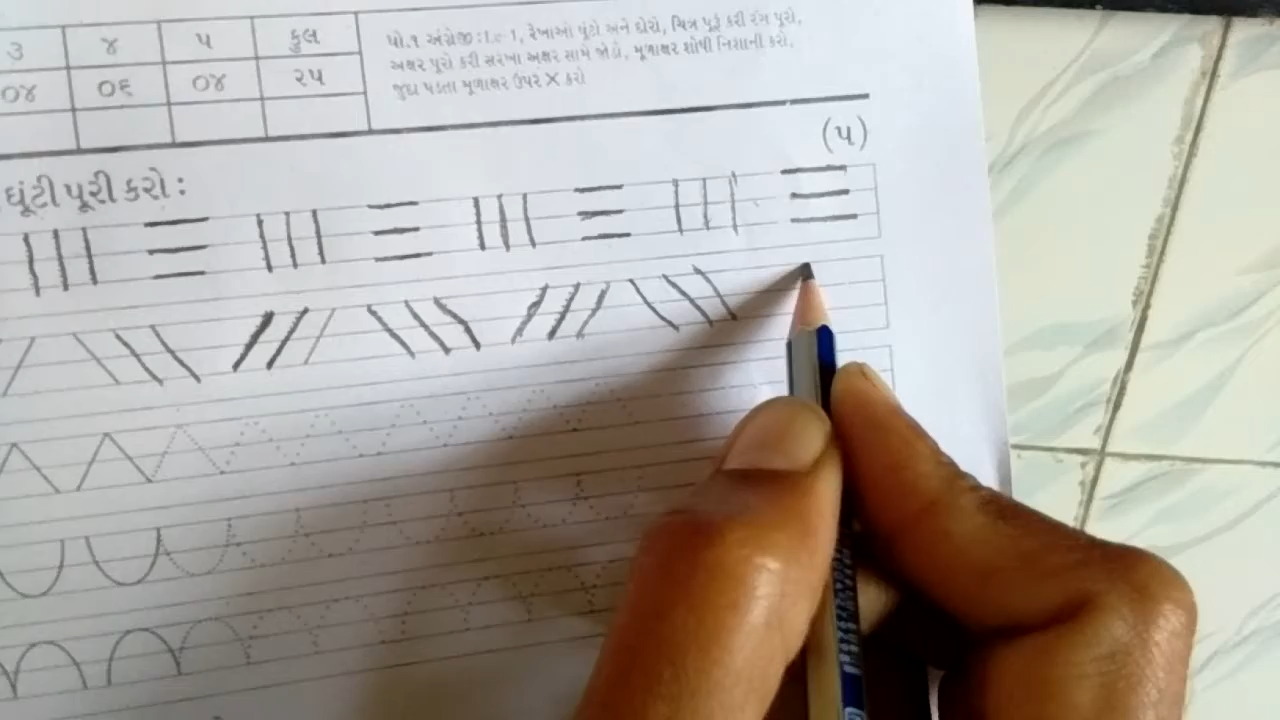 ૩ ૪ ૫ કુલ
૦૪ ૦૬ ૦૪ ૨૫
ધો.૧ અંગ્રેજી : Le-1, રેખાઓ ઘૂંટો અને દોરો, ચિત્ર પૂર્ણ કરી રંગ પૂરો,
અક્ષર પૂરો કરી સરખા અક્ષર સામે જોડો, મૂળાક્ષર શોધી નિશાની કરો,
જુદા પડતા મૂળાક્ષર ઉપર X કરો
(૫)
ઘૂંટી પૂરી કરો :